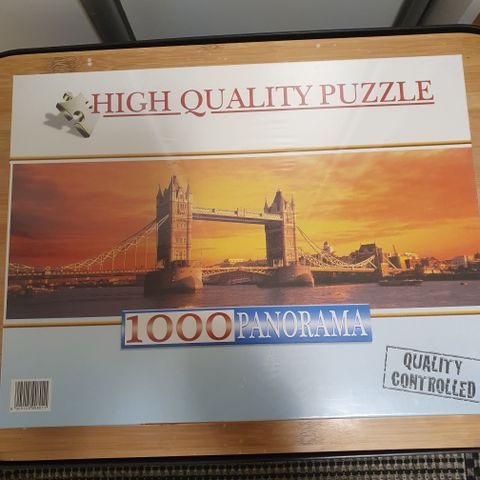 HIGH QUALITY PUZZLE
1000 PANORAMA
QUALITY
CONTROLLED